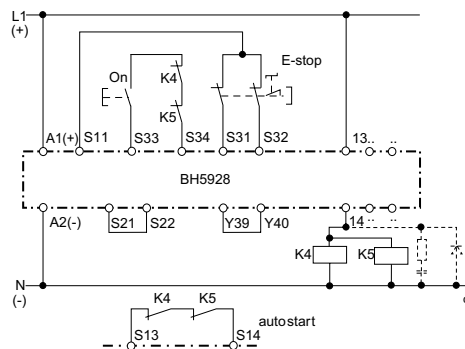 L1
(+)
E-stop
On
K4
K5
A1(+) S11 S33 S34 S31 S32 13.. ..
BH5928
A2(-) S21 S22 Y39 Y40 14.. ..
K4 K5
N
(-)
K4 K5
S13 S14 autostart